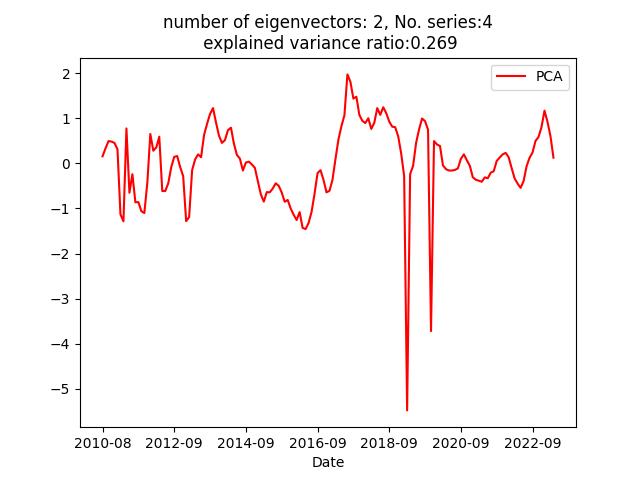 number of eigenvectors: 2, No. series:4
explained variance ratio:0.269
PCA
2
1
0
−1
−2
−3
−4
−5
2010-08 2012-09 2014-09 2016-09 2018-09 2020-09 2022-09
Date